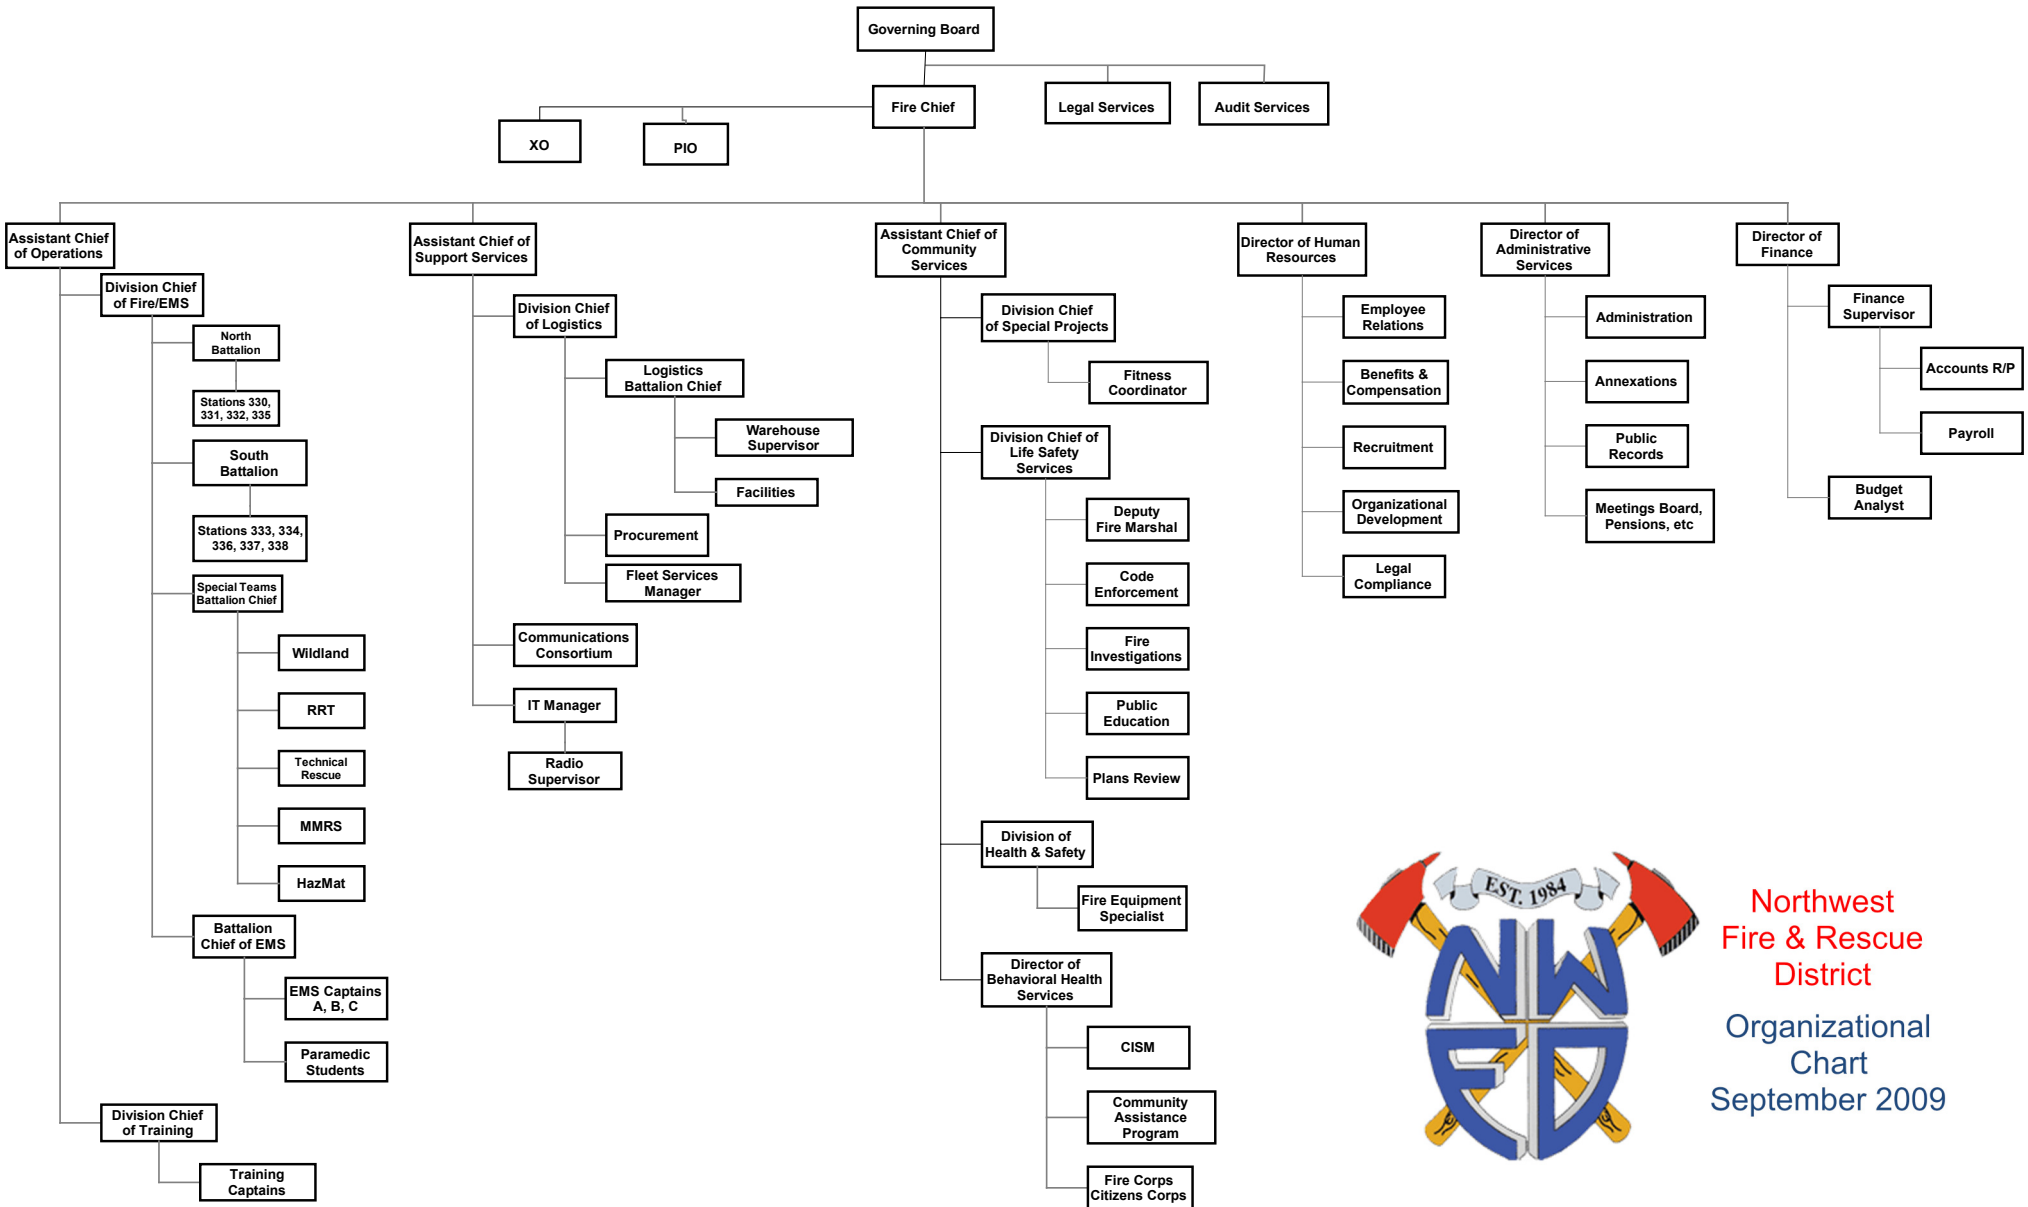 Governing Board
Fire Chief
Legal Services
Audit Services
XO
PIO
Assistant Chief
of Operations
Division Chief
of Fire/EMS
North
Battalion
Stations 330,
331, 332, 335
South
Battalion
Stations 333, 334,
336, 337, 338
Special Teams
Battalion Chief
Wildland
RRT
Technical
Rescue
MMRS
HazMat
Battalion
Chief of EMS
EMS Captains
A, B, C
Paramedic
Students
Division Chief
of Training
Training
Captains
Assistant Chief of
Support Services
Division Chief
of Logistics
Logistics
Battalion Chief
Warehouse
Supervisor
Facilities
Procurement
Fleet Services
Manager
Communications
Consortium
IT Manager
Radio
Supervisor
Assistant Chief of
Community
Services
Division Chief
of Special Projects
Fitness
Coordinator
Division Chief of
Life Safety
Services
Deputy
Fire Marshal
Code
Enforcement
Fire
Investigations
Public
Education
Plans Review
Division of
Health & Safety
Fire Equipment
Specialist
Director of
Behavioral Health
Services
CISM
Community
Assistance
Program
Fire Corps
Citizens Corps
Director of Human
Resources
Employee
Relations
Benefits &
Compensation
Recruitment
Organizational
Development
Legal
Compliance
Director of
Administrative
Services
Administration
Annexations
Public
Records
Meetings Board,
Pensions, etc
Director of
Finance
Finance
Supervisor
Accounts R/P
Payroll
Budget
Analyst
EST. 1984
NW
FD
Northwest
Fire & Rescue
District
Organizational
Chart
September 2009